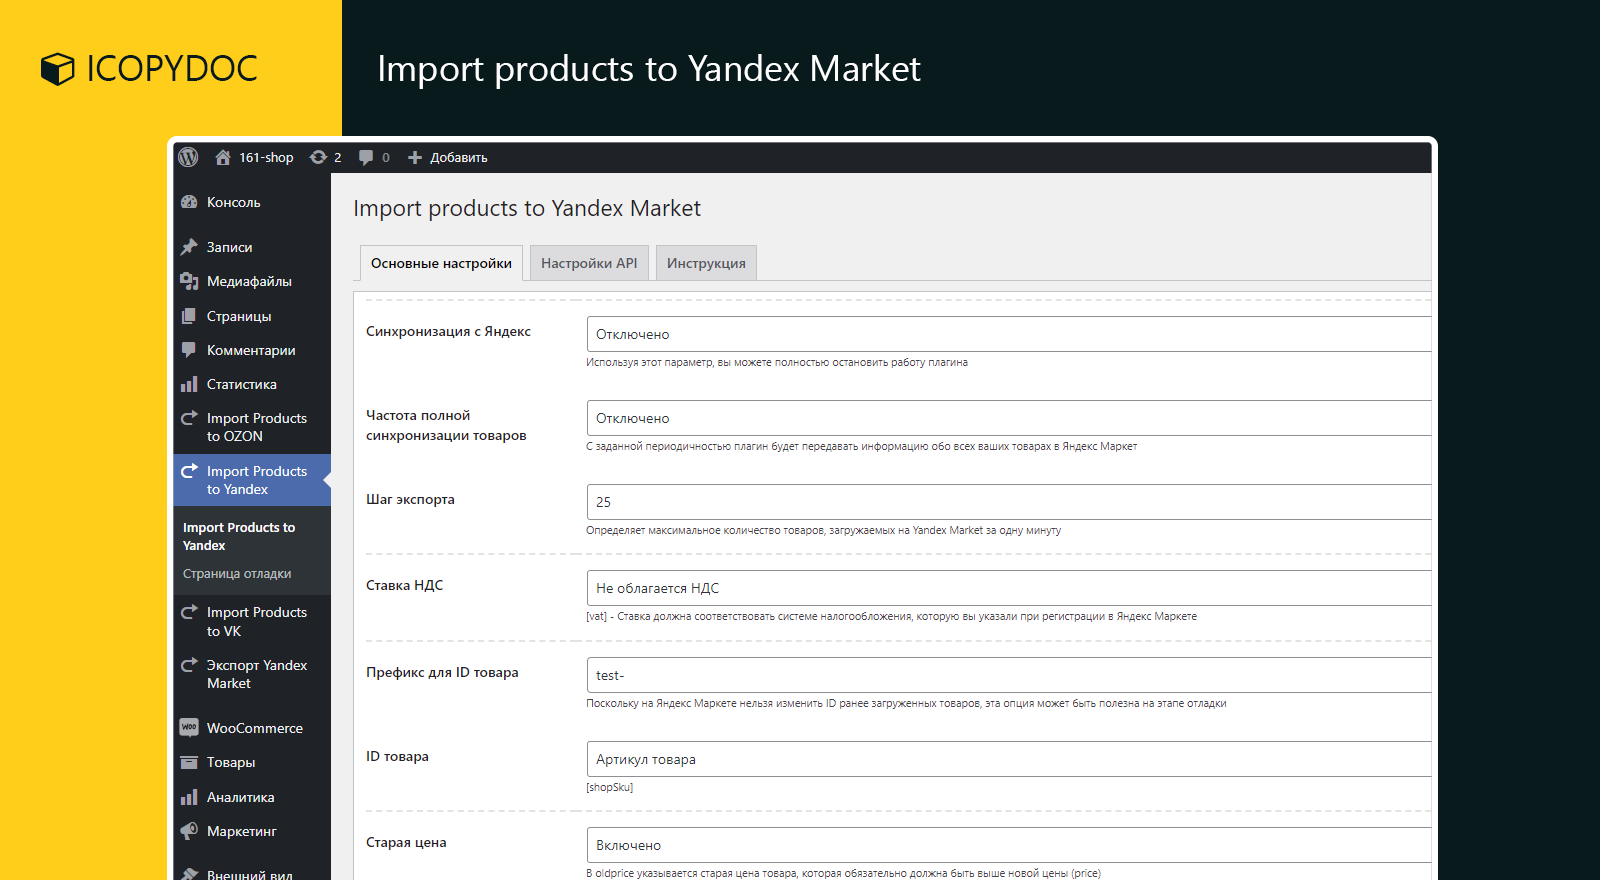 ICOPYDOC
Import products to Yandex Market
161-shop 2 0 Добавить
Консоль
Записи
Медиафайлы
Страницы
Комментарии
Статистика
Import Products
to OZON
Import Products
to Yandex
Import Products to
Yandex
Страница отладки
Import Products
to VK
Экспорт Yandex
Market
WooCommerce
Товары
Аналитика
Маркетинг
Внешний вид
Import products to Yandex Market
Основные настройки Настройки API Инструкция
Синхронизация с Яндекс
Отключено
Используя этот параметр, вы можете полностью остановить работу плагина
Частота полной
синхронизации товаров
Отключено
С заданной периодичностью плагин будет передавать информацию обо всех ваших товарах в Яндекс Маркет
Шаг экспорта
25
Определяет максимальное количество товаров, загружаемых на Yandex Market за одну минуту
Ставка НДС
Не облагается НДС
[vat] - Ставка должна соответствовать системе налогообложения, которую вы указали при регистрации в Яндекс Маркете
Префикс для ID товара
test-
Поскольку на Яндекс Маркете нельзя изменить ID ранее загруженных товаров, эта опция может быть полезна на этапе отладки
ID товара
Артикул товара
[shopSku]
Старая цена
Включено
В oldprice указывается старая цена товара, которая обязательно должна быть выше новой цены (price)